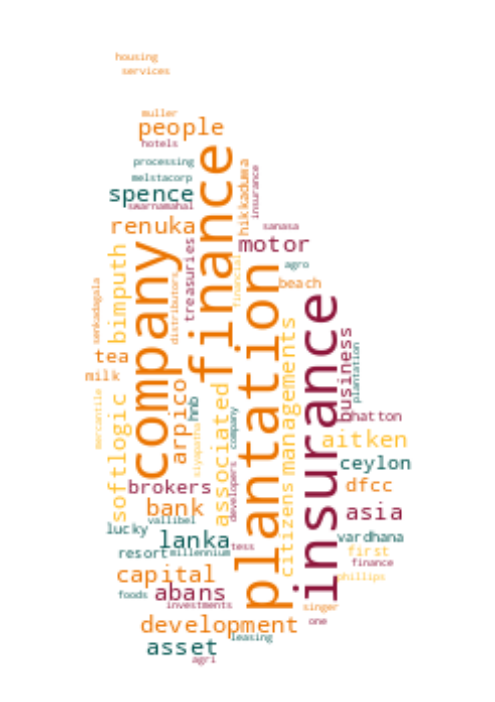 housing
services
muller
people
hotels
processing
melstacorp
spence
swarnamahal
renuka
finance
hikkaduwa
insurance
sanasa
motor
agro
beach
bimputh
company
treasuries
distributors
financial
plantation
senkadagala
tea
milk
mercantile
softlogic
arpico
hnb
siyapatha
associated
company
developers
managements
citizens
insurance
business
plantation
hatton
aitken
ceylon
dfcc
asia
brokers
bank
vallibel
lucky
lanka
resort
millennium
tess
vardhana
first
finance
phillips
capital
foods
abans
investments
singer
one
development
leasing
asset
agri